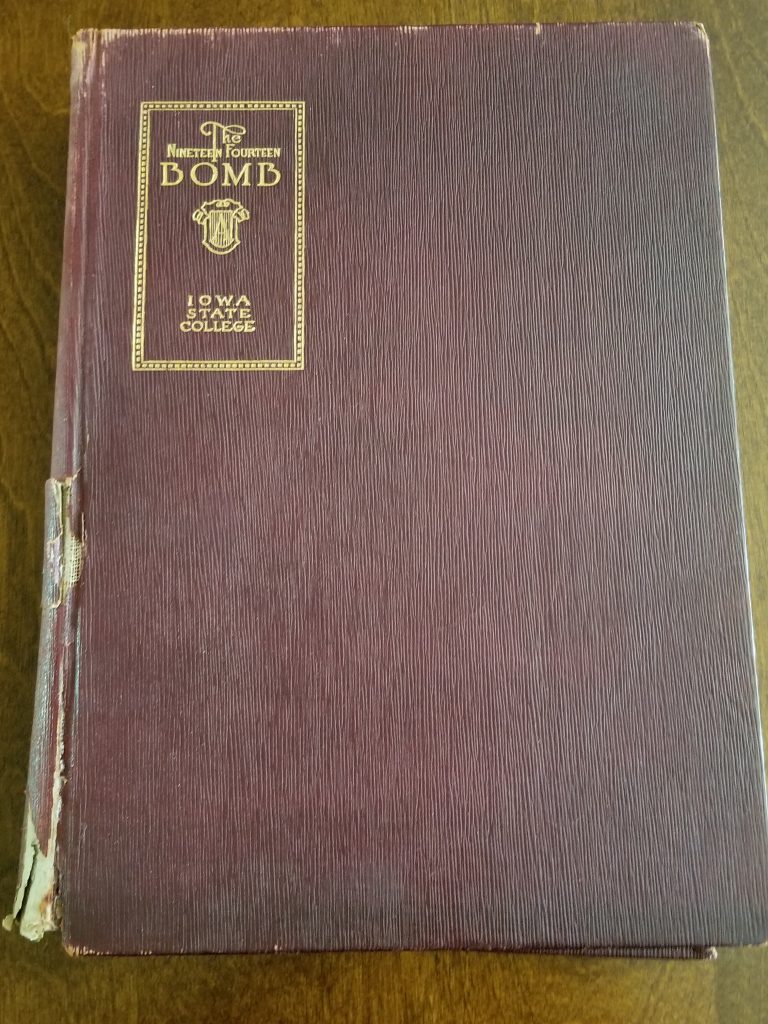 The
NINETEEN FOURTEEN
BOMB
A
IOWA
STATE
COLLEGE